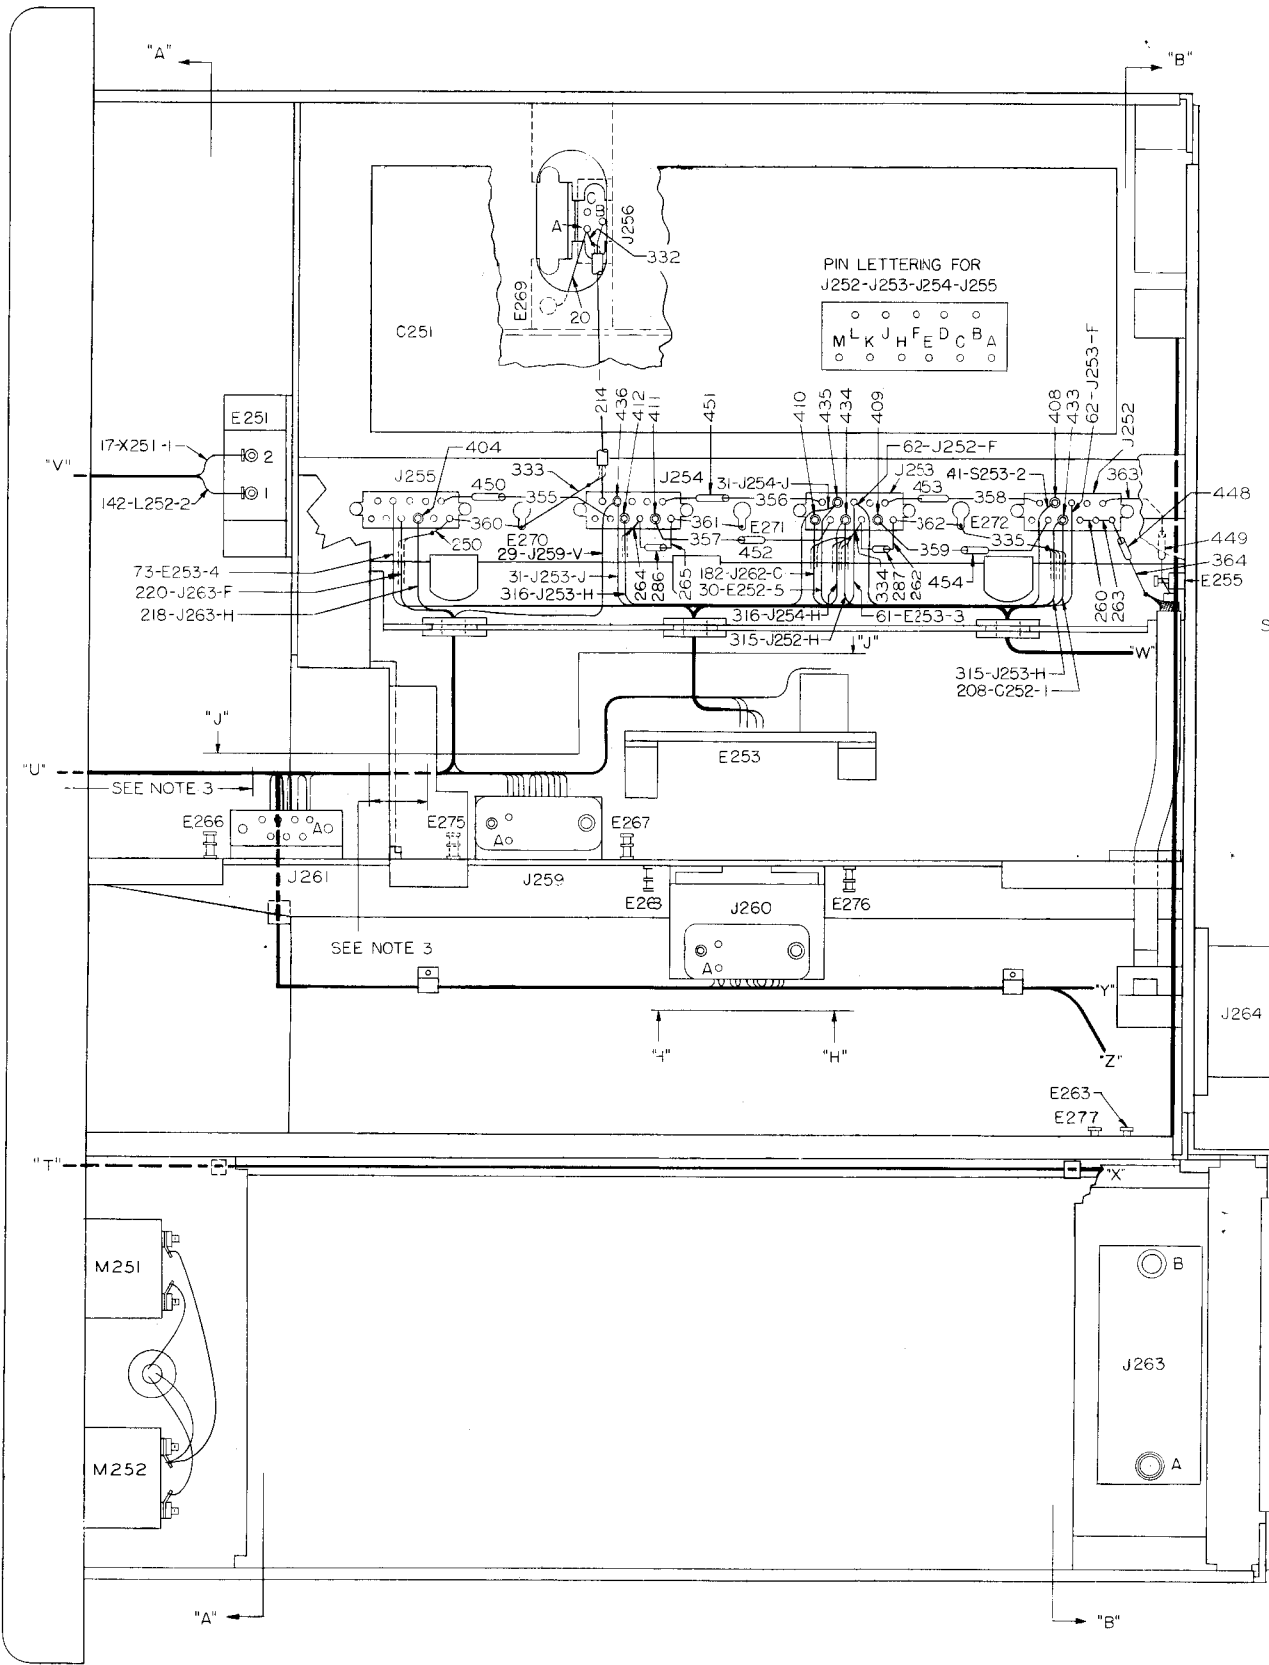 "A"
"B"
C
B
A
J256
332
E269
20
C251
PIN LETTERING FOR
J252-J253-J254-J255
M L K J H F E D C B A
E251
2
1
17-X251-1
142-L252-2
"V"
214
436
412
411
451
410
435
434
409
408
433
62-J253-F
J252
404
J255
450
333
355
J254
31-J254-J
356
62-J252-F
J253
453
41-S253-2
358
363
448
360
E270
361
E271
362
E272
449
250
29-J259-V
357
452
359
335
364
73-E253-4
220-J263-F
218-J263-H
31-J253-J
316-J253-H
264
286
265
182-J262-C
30-E252-5
334
287
262
454
260
263
E255
316-J254-H
315-J252-H
61-E253-3
"J"
"W"
S
315-J253-H
208-C252-1
"J"
E253
"U"
SEE NOTE 3
E266
A
E275
A
E267
J261
J259
E268
J260
E276
SEE NOTE 3
A
"Y"
J264
"H"
"H"
"Z"
E263
E277
"T"
"X"
M251
B
J263
M252
A
"A"
"B"